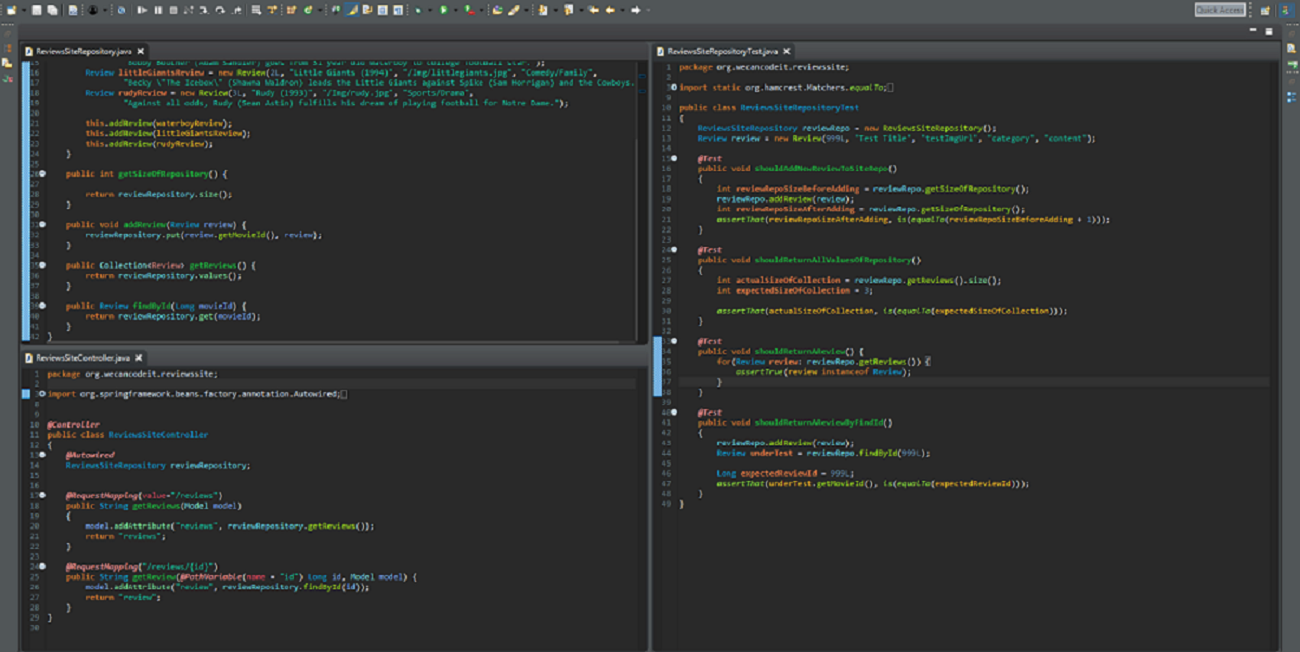 Quick Access
ReviewsSiteRepository.java
15 "Bobby Boucher (Adam Sandler) goes from 31 year old waterboy to college football star.");
16 Review littleGiantsReview = new Review(2L, "Little Giants (1994)", "/Img/littlegiants.jpg", "Comedy/Family",
17 "Becky \"The Icebox\" (Shawna Waldron) leads the Little Giants against Spike (Sam Horrigan) and the Cowboys.
18 Review rudyReview = new Review(3L, "Rudy (1993)", "/Img/rudy.jpg", "Sports/Drama",
19 "Against all odds, Rudy (Sean Astin) fulfills his dream of playing football for Notre Dame.");
20
21 this.addReview(waterboyReview);
22 this.addReview(littleGiantsReview);
23 this.addReview(rudyReview);
24 }
25
26 public int getSizeOfRepository() {
27
28 return reviewRepository.size();
29 }
30
31 public void addReview(Review review) {
32 reviewRepository.put(review.getMovieId(), review);
33 }
34
35 public Collection<Review> getReviews() {
36 return reviewRepository.values();
37 }
38
39 public Review findById(Long movieId) {
40 return reviewRepository.get(movieId);
41 }
42 }
ReviewsSiteController.java
1 package org.wecancodeit.reviewssite;
2
3 import org.springframework.beans.factory.annotation.Autowired;
8
9
10 @Controller
11 public class ReviewsSiteController
12 {
13 @Autowired
14 ReviewsSiteRepository reviewRepository;
15
16
17 @RequestMapping(value="/reviews")
18 public String getReviews(Model model)
19 {
20 model.addAttribute("reviews", reviewRepository.getReviews());
21 return "reviews";
22 }
23
24 @RequestMapping("/reviews/{id}")
25 public String getReview(@PathVariable(name = "id") Long id, Model model) {
26 model.addAttribute("review", reviewRepository.findById(id));
27 return "review";
28 }
29 }
30
ReviewsSiteRepositoryTest.java
1 package org.wecancodeit.reviewssite;
2
3 import static org.hamcrest.Matchers.equalTo;
9
10 public class ReviewsSiteRepositoryTest
11 {
12 ReviewsSiteRepository reviewRepo = new ReviewsSiteRepository();
13 Review review = new Review(999L, "Test Title", "testImgUrl", "category", "content");
14
15 @Test
16 public void shouldAddNewReviewToSiteRepo()
17 {
18 int reviewRepoSizeBeforeAdding = reviewRepo.getSizeOfRepository();
19 reviewRepo.addReview(review);
20 int reviewRepoSizeAfterAdding = reviewRepo.getSizeOfRepository();
21 assertThat(reviewRepoSizeAfterAdding, is(equalTo(reviewRepoSizeBeforeAdding + 1)));
22 }
23
24 @Test
25 public void shouldReturnAllValuesOfRepository()
26 {
27 int actualSizeOfCollection = reviewRepo.getReviews().size();
28 int expectedSizeOfCollection = 3;
29
30 assertThat(actualSizeOfCollection, is(equalTo(expectedSizeOfCollection)));
31 }
32
33 @Test
34 public void shouldReturnAReview() {
35 for(Review review: reviewRepo.getReviews()) {
36 assertTrue(review instanceof Review);
37 }
38 }
39
40 @Test
41 public void shouldReturnAReviewByFindId()
42 {
43 reviewRepo.addReview(review);
44 Review underTest = reviewRepo.findById(999L);
45
46 Long expectedReviewId = 999L;
47 assertThat(underTest.getMovieId(), is(equalTo(expectedReviewId)));
48 }
49 }